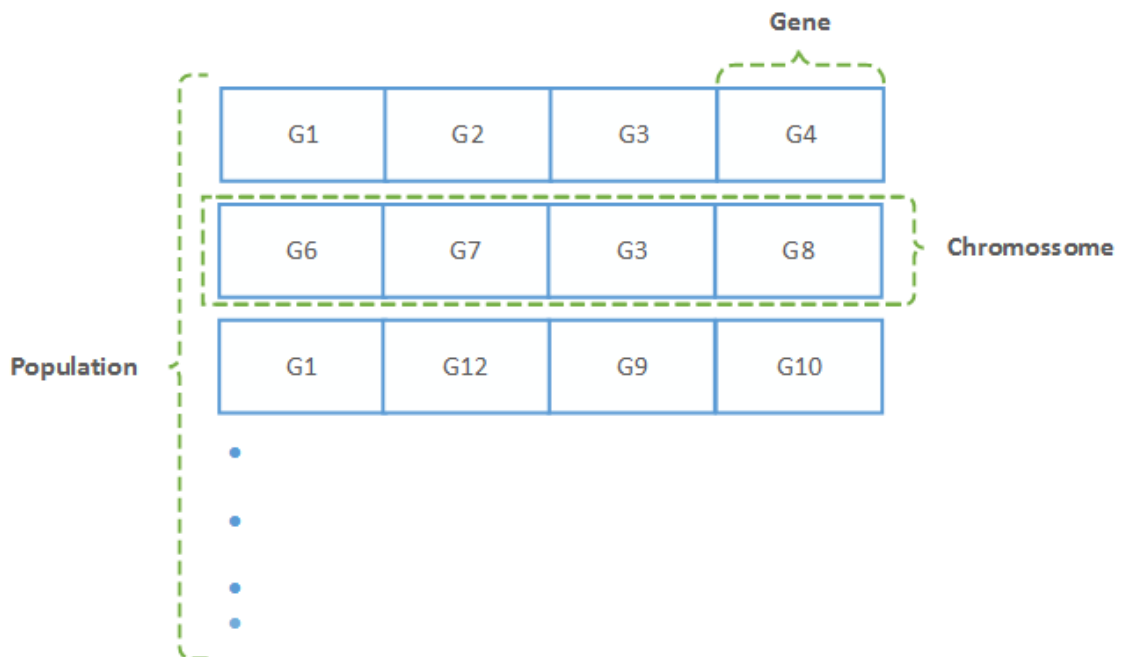 Gene
G1 G2 G3 G4
G6 G7 G3 G8
Chromossome
G1 G12 G9 G10
Population